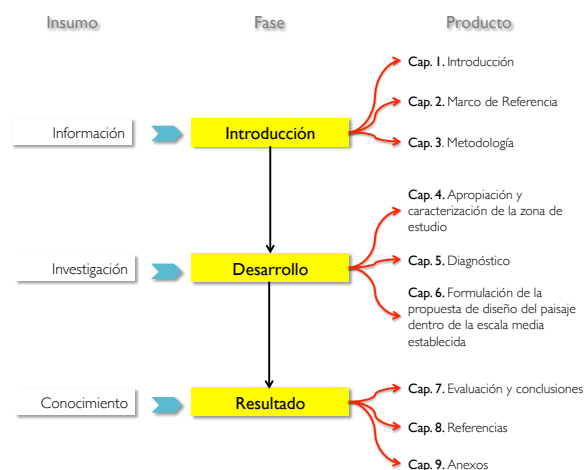 Insumo Fase Producto
Cap. 1. Introducción
Cap. 2. Marco de Referencia
Información Introducción
Cap. 3. Metodología
Cap. 4. Apropiación y
caracterización de la zona de
estudio
Investigación Desarrollo Cap. 5. Diagnóstico
Cap. 6. Formulación de la
propuesta de diseño del paisaje
dentro de la escala media
establecida
Cap. 7. Evaluación y conclusiones
Conocimiento Resultado
Cap. 8. Referencias
Cap. 9. Anexos